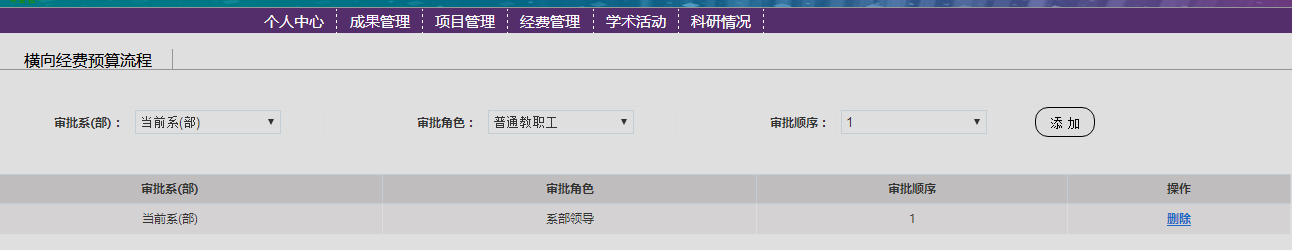 个人中心 成果管理 项目管理 经费管理 学术活动 科研情况
横向经费预算流程
审批系(部)： 当前系(部) 审批角色： 普通教职工 审批顺序： 1 添 加
审批系(部) 审批角色 审批顺序 操作
当前系(部) 系部领导 1 删除